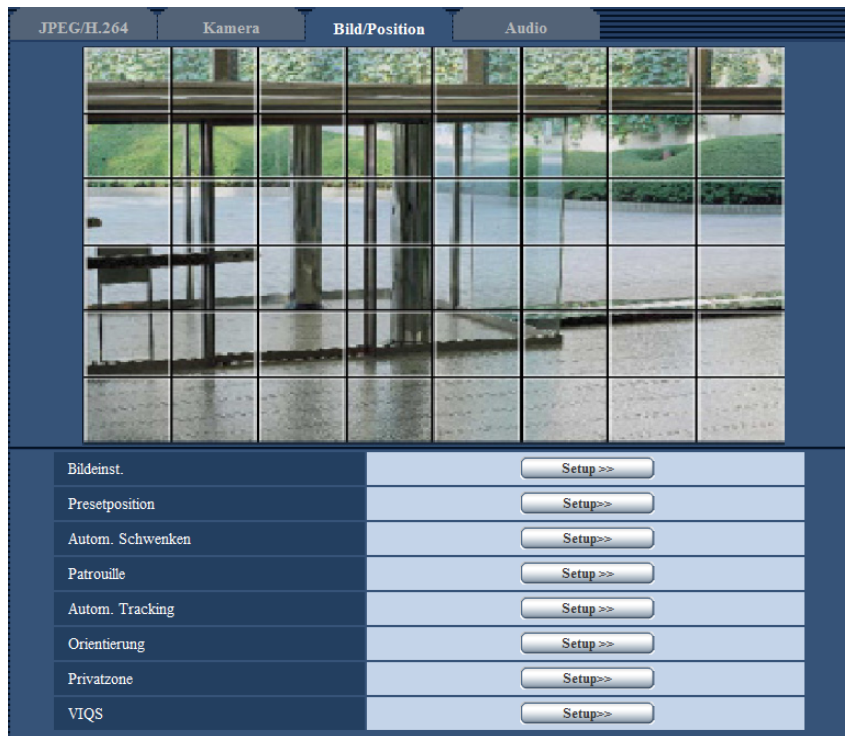 JPEG/H.264 Kamera Bild/Position Audio
Bildeinst. Setup >>
Presetposition Setup>>
Autom. Schwenken Setup>>
Patrouille Setup >>
Autom. Tracking Setup >>
Orientierung Setup >>
Privatzone Setup>>
VIQS Setup>>